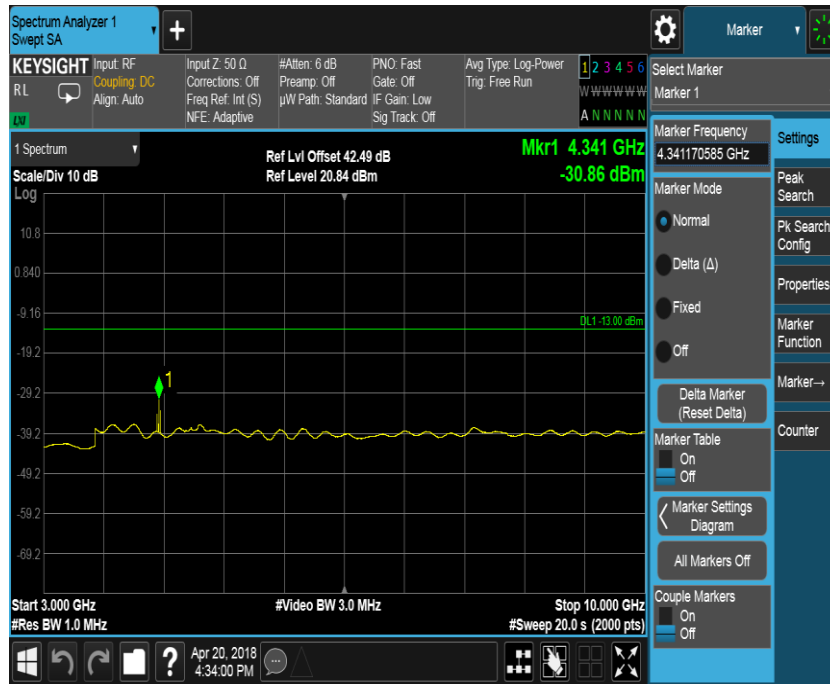 Spectrum Analyzer 1
Swept SA
+
Marker
KEYSIGHT
RL
LXI
Input: RF
Coupling: DC
Align: Auto
Input Z: 50 Ω
Corrections: Off
Freq Ref: Int (S)
NFE: Adaptive
#Atten: 6 dB
Preamp: Off
µW Path: Standard
PNO: Fast
Gate: Off
IF Gain: Low
Sig Track: Off
Avg Type: Log-Power
Trig: Free Run
1 2 3 4 5 6
W W W W W W
A N N N N N
Select Marker
Marker 1
1 Spectrum
Scale/Div 10 dB
Log
Ref Lvl Offset 42.49 dB
Ref Level 20.84 dBm
Mkr1 4.341 GHz
-30.86 dBm
10.8
0.840
-9.16
-19.2
-29.2
-39.2
-49.2
-59.2
-69.2
DL1 -13.00 dBm
1
Start 3.000 GHz
#Res BW 1.0 MHz
#Video BW 3.0 MHz
Stop 10.000 GHz
#Sweep 20.0 s (2000 pts)
Marker Frequency
4.341170585 GHz
Marker Mode
Normal
Delta (Δ)
Fixed
Off
Delta Marker
(Reset Delta)
Marker Table
On
Off
Marker Settings
Diagram
All Markers Off
Couple Markers
On
Off
Settings
Peak
Search
Pk Search
Config
Properties
Marker
Function
Marker→
Counter
?
Apr 20, 2018
4:34:00 PM